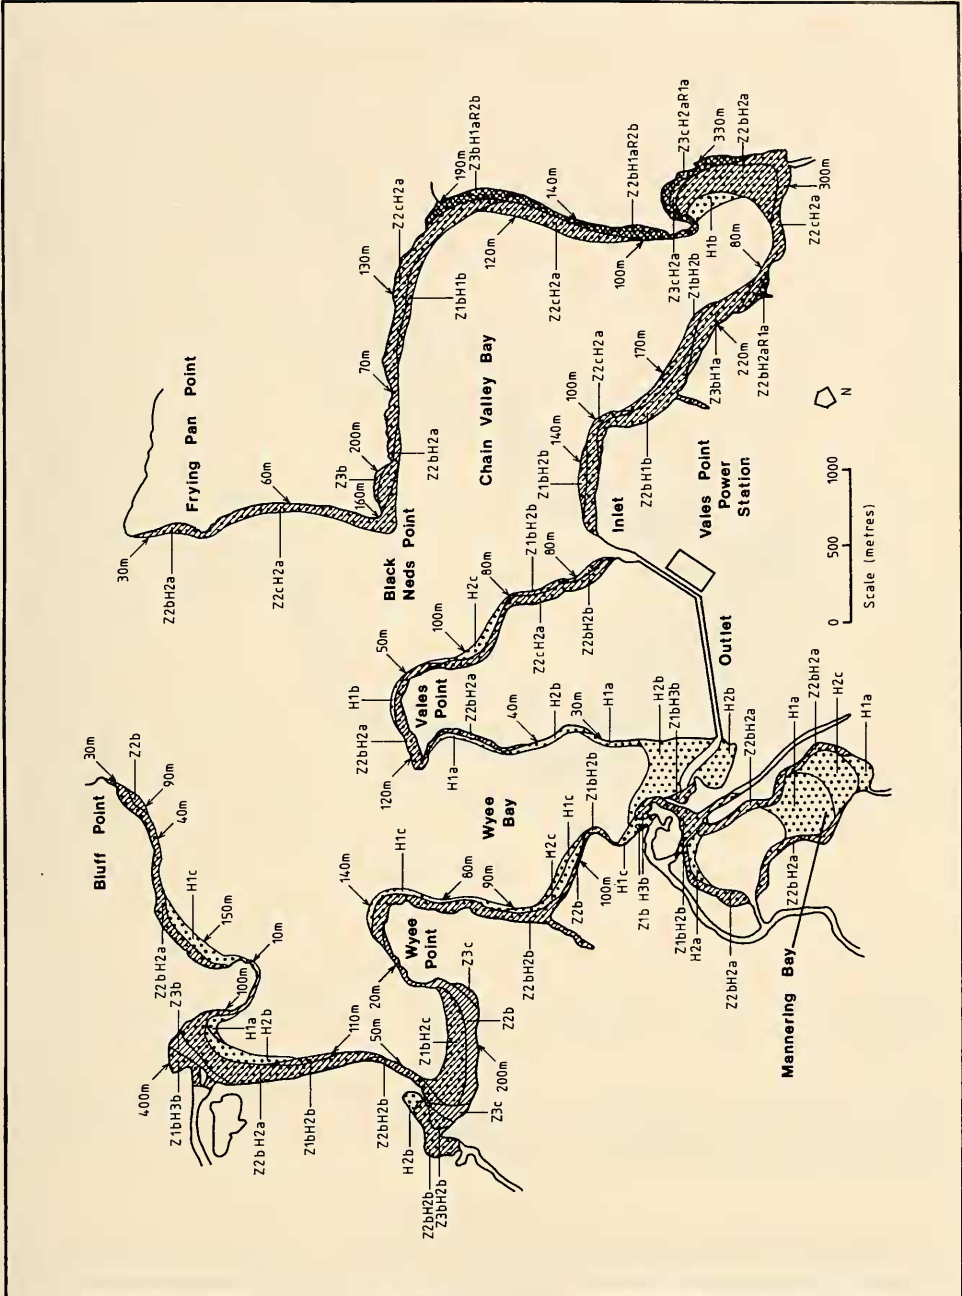 Frying Pan Point
30m
Z2bH2a
60m
Z2cH2a
Z3b
200m
160m
Black
Neds Point
Z2bH2a
70m
130m
Z2cH2a
190m
Z3bH1aR2b
Z1bH1b
120m
Z2cH2a
140m
100m
Z2bH1aR2b
Z3cH2aR1a
330m
Z2bH2a
Z3cH2a
H1b
300m
Z2cH2a
80m
Chain Valley Bay
Z1bH2b
Z3bH1a
220m
Z2bH2aR1a
170m
Z2cH2a
100m
140m
Z1bH2b
Z2bH1b
Inlet
Vales Point
Power
Station
N
0
500
1000
Scale (metres)
Outlet
Z1bH2b
80m
80m
H2c
Z2cH2a
Z2bH2b
100m
50m
H1b
Vales
Point
Z2bH2a
120m
H1a
Z2bH2a
40m
H2b
30m
H1a
H2b
Z1bH3b
H2b
Z2bH2a
H1a
Z2bH2a
H2c
H1a
Wyee
Bay
Z1bH2b
H1c
H2c
Z2b
100m
H1c
Z1b H3b
Z1bH2b
H2a
Z2bH2a
Z2bH2a
Mannering Bay
Bluff Point
30m
Z2b
90m
40m
H1c
150m
10m
Z2bH2a
Z3b
100m
H1a
H2b
400m
Z1bH3b
Z2bH2a
Z1bH2b
110m
50m
Z2bH2b
H2b
Z2bH2b
Z3bH2b
Z3c
200m
Z2b
Z3c
Z1bH2c
20m
Wyee
Point
140m
H1c
80m
90m
Z2bH2b